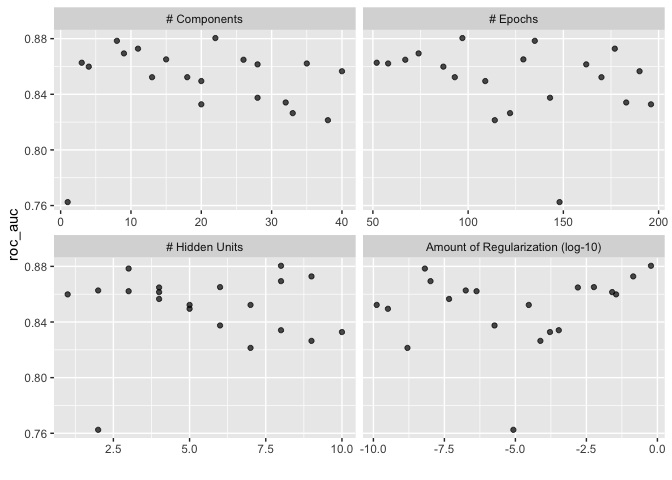 # Components
# Epochs
0.88
0.84
0.80
0.76
0 10 20 30 40
50 100 150 200
roc_auc
# Hidden Units
Amount of Regularization (log-10)
0.88
0.84
0.80
0.76
2.5 5.0 7.5 10.0
-10.0 -7.5 -5.0 -2.5 0.0